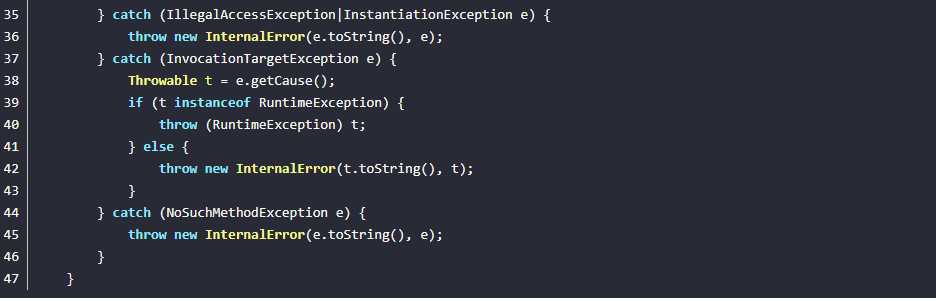 35         } catch (IllegalAccessException|InstantiationException e) {
36             throw new InternalError(e.toString(), e);
37         } catch (InvocationTargetException e) {
38             Throwable t = e.getCause();
39             if (t instanceof RuntimeException) {
40                 throw (RuntimeException) t;
41             } else {
42                 throw new InternalError(t.toString(), t);
43             }
44         } catch (NoSuchMethodException e) {
45             throw new InternalError(e.toString(), e);
46         }
47     }